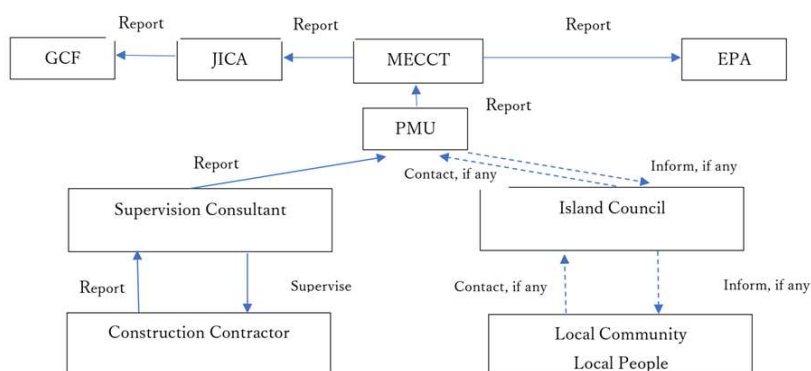 Report
Report
Report
GCF
JICA
MECCT
EPA
Report
PMU
Report
Contact, if any
Inform, if any
Supervision Consultant
Island Council
Report
Supervise
Contact, if any
Inform, if any
Construction Contractor
Local Community
Local People